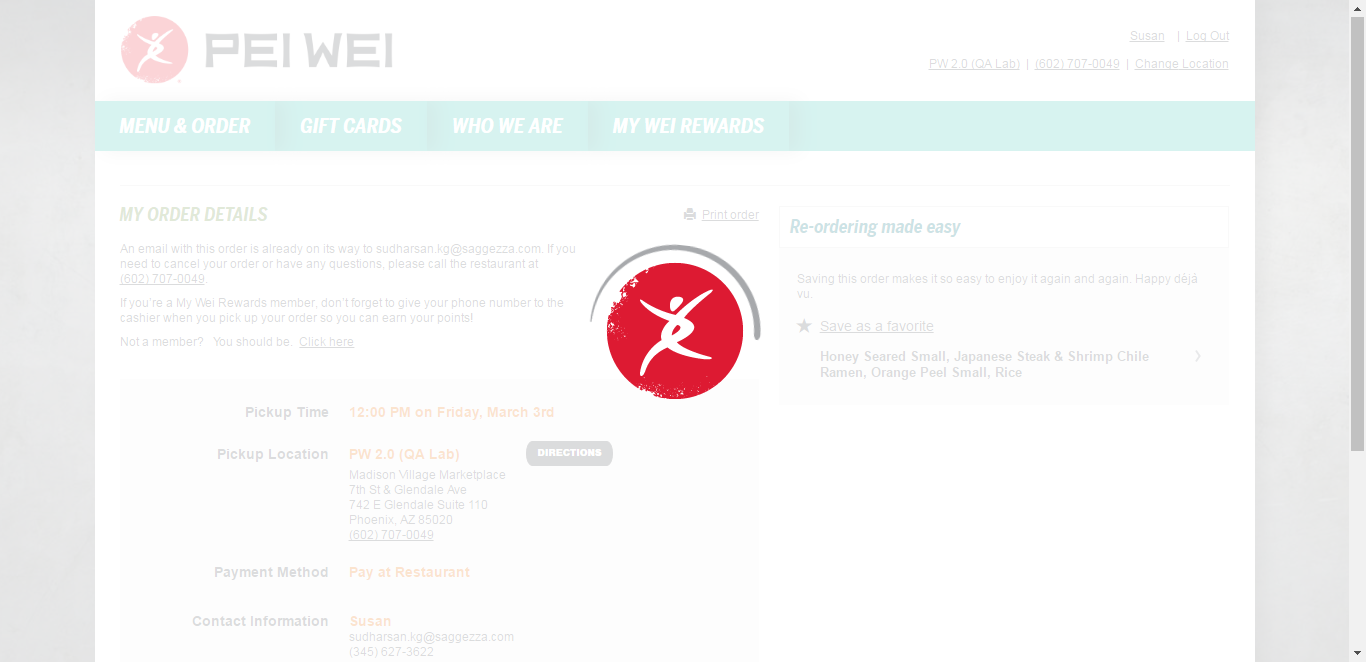 PEI WEI
Susan | Log Out
PW 2.0 (QA Lab) | (602) 707-0049 | Change Location
MENU & ORDER GIFT CARDS WHO WE ARE MY WEI REWARDS
MY ORDER DETAILS
Print order
An email with this order is already on its way to sudharsan.kg@saggezza.com. If you
need to cancel your order or have any questions, please call the restaurant at
(602) 707-0049.
If you're a My Wei Rewards member, don't forget to give your phone number to the
cashier when you pick up your order so you can earn your points!
Not a member? You should be. Click here
Pickup Time 12:00 PM on Friday, March 3rd
Pickup Location PW 2.0 (QA Lab) DIRECTIONS
Madison Village Marketplace
7th St & Glendale Ave
742 E Glendale Suite 110
Phoenix, AZ 85020
(602) 707-0049
Payment Method Pay at Restaurant
Contact Information Susan
sudharsan.kg@saggezza.com
(345) 627-3622
Re-ordering made easy
Saving this order makes it so easy to enjoy it again and again. Happy dèjá
vu.
Save as a favorite
Honey Seared Small, Japanese Steak & Shrimp Chile
Ramen, Orange Peel Small, Rice